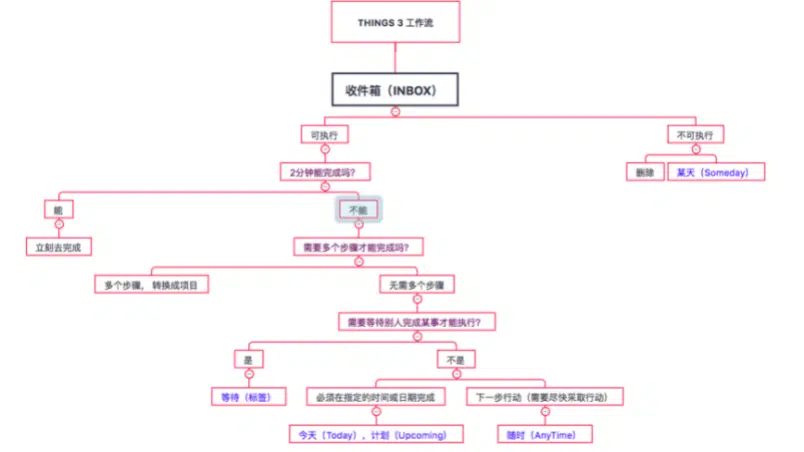 THINGS 3 工作流
收件箱（INBOX）
可执行
不可执行
2分钟能完成吗?
删除
某天（Someday）
能
不能
立刻去完成
需要多个步骤才能完成吗?
多个步骤， 转换成项目
无需多个步骤
需要等待别人完成某事才能执行?
是
不是
等待（标签）
必须在指定的时间或日期完成
下一步行动（需要尽快采取行动）
今天（Today），计划（Upcoming）
随时（AnyTime）